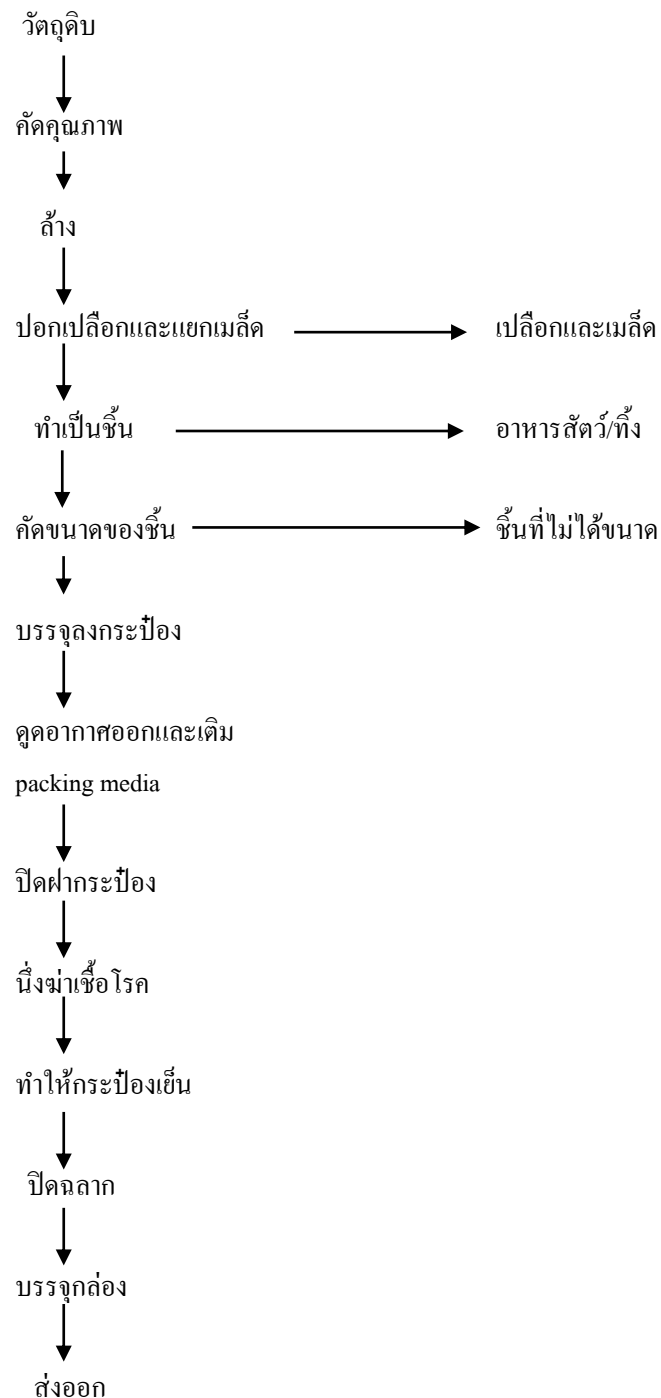 วัตถุดิบ
คัดคุณภาพ
ล้าง
ปอกเปลือกและแยกเมล็ด
เปลือกและเมล็ด
ทำเป็นชิ้น
อาหารสัตว์/ทิ้ง
คัดขนาดของชิ้น
ชิ้นที่ไม่ได้ขนาด
บรรจุลงกระป๋อง
ดูดอากาศออกและเติม
packing media
ปิดฝากระป๋อง
นึ่งฆ่าเชื้อโรค
ทำให้กระป๋องเย็น
ปิดฉลาก
บรรจุกล่อง
ส่งออก